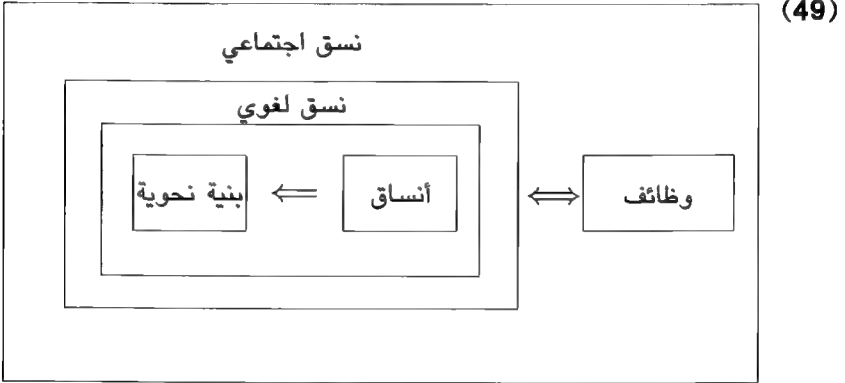 (49)
نسق اجتماعي
نسق لغوي
وظائف ⇔ أنساق ⇐ بنية نحوية